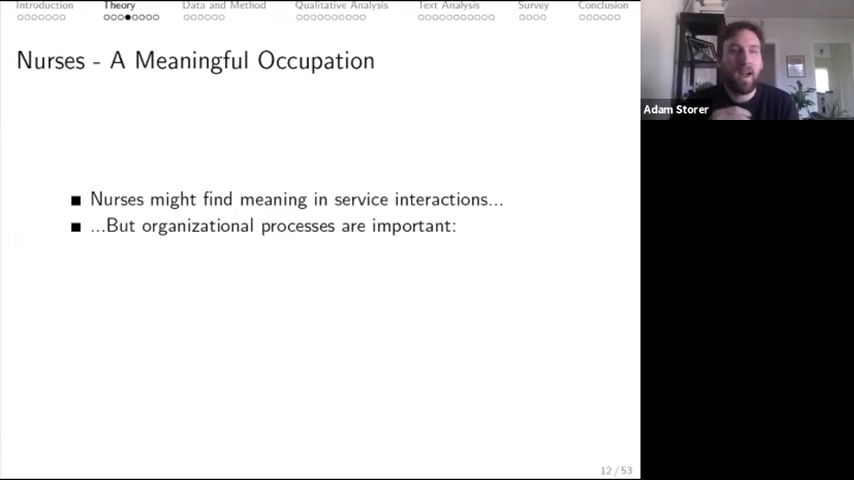 Introduction Theory Data and Method Qualitative Analysis Text Analysis Survey Conclusion
Nurses - A Meaningful Occupation
Adam Storer
■ Nurses might find meaning in service interactions...
■ ...But organizational processes are important:
12 / 53